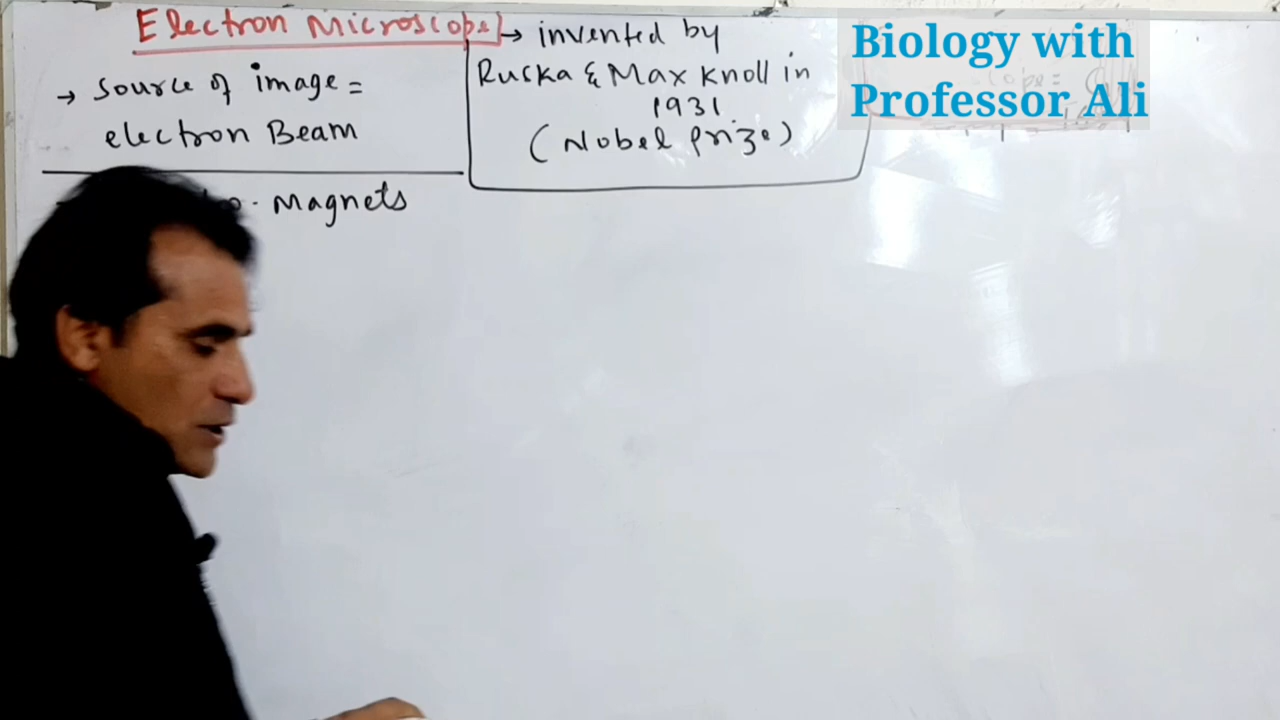 Electron Microscope → invented by
Rucka & Max Knoll in
1931
(Nobel prize)
→ source of image =
electron Beam
Magnets
Biology with
Professor Ali